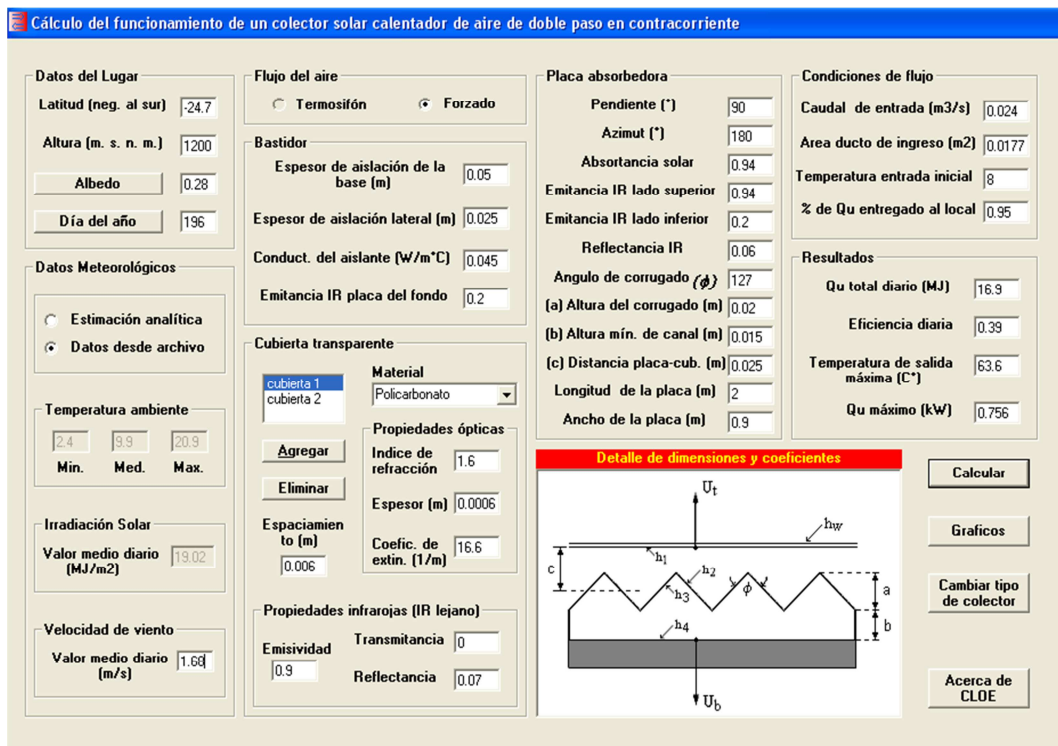 Cálculo del funcionamiento de un colector solar calentador de aire de doble paso en contracorriente
Datos del Lugar
Latitud (neg. al sur) -24.7
Altura (m. s. n. m.) 1200
Albedo 0.28
Día del año 196
Datos Meteorológicos
Estimación analítica
Datos desde archivo
Temperatura ambiente
2.4 9.9 20.9
Min. Med. Max.
Irradiación Solar
Valor medio diario
(MJ/m2) 19.02
Velocidad de viento
Valor medio diario
(m/s) 1.68
Flujo del aire
Termosifón Forzado
Bastidor
Espesor de aislación de la
base (m) 0.05
Espesor de aislación lateral (m) 0.025
Conduct. del aislante (W/m°C) 0.045
Emitancia IR placa del fondo 0.2
Cubierta transparente
cubierta 1
cubierta 2
Material
Policarbonato
Agregar
Eliminar
Espaciamien
to (m)
0.006
Propiedades ópticas
Indice de
refracción 1.6
Espesor (m) 0.0006
Coefic. de
extin. (1/m) 16.6
Propiedades infrarojas (IR lejano)
Emisividad
0.9
Transmitancia 0
Reflectancia 0.07
Placa absorbedora
Pendiente (°) 90
Azimut (°) 180
Absortancia solar 0.94
Emitancia IR lado superior 0.94
Emitancia IR lado inferior 0.2
Reflectancia IR 0.06
Angulo de corrugado (ϕ) 127
(a) Altura del corrugado (m) 0.02
(b) Altura mín. de canal (m) 0.015
(c) Distancia placa-cub. (m) 0.025
Longitud de la placa (m) 2
Ancho de la placa (m) 0.9
Condiciones de flujo
Caudal de entrada (m3/s) 0.024
Area ducto de ingreso (m2) 0.0177
Temperatura entrada inicial 8
% de Qu entregado al local 0.95
Resultados
Qu total diario (MJ) 16.9
Eficiencia diaria 0.39
Temperatura de salida
máxima (C°) 63.6
Qu máximo (kW) 0.756
Detalle de dimensiones y coeficientes
Ut
hw
h1
c
h2
h3
ϕ
a
h4
b
Ub
Calcular
Graficos
Cambiar tipo
de colector
Acerca de
CLOE